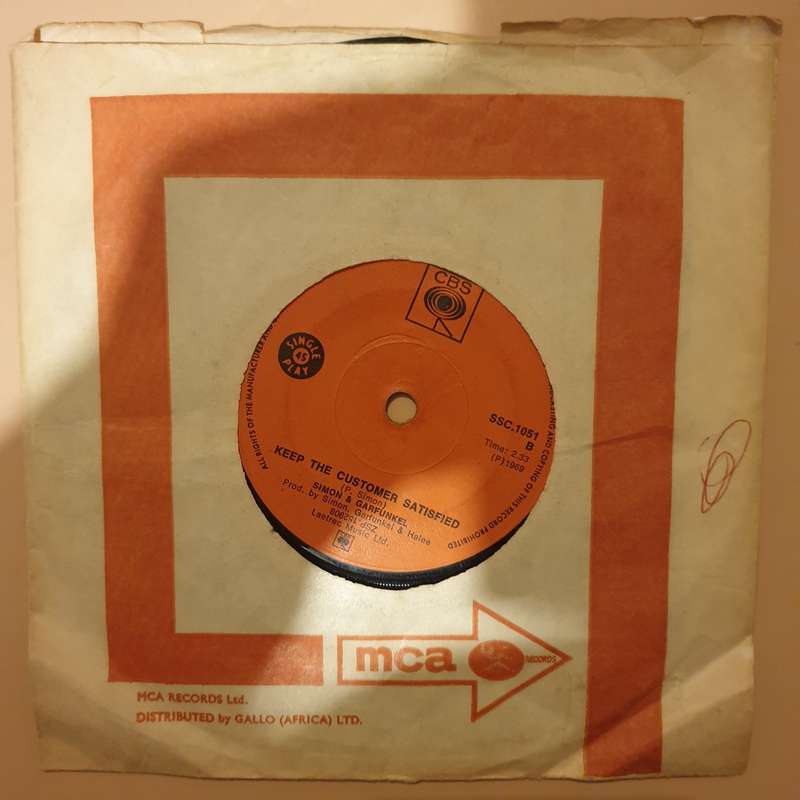 CBS
SINGLE
45
PLAY
ALL RIGHTS OF THE MANUFACTURER AND
COPYING OF THIS RECORD PROHIBITED
SSC.1051
B
Time: 2.33
(P)1969
KEEP THE CUSTOMER SATISFIED
(P. Simon)
SIMON & GARFUNKEL
Prod. by Simon, Garfunkel & Halee
Laetrec Music Ltd.
mca
RECORDS
MCA RECORDS Ltd.
DISTRIBUTED by GALLO (AFRICA) LTD.